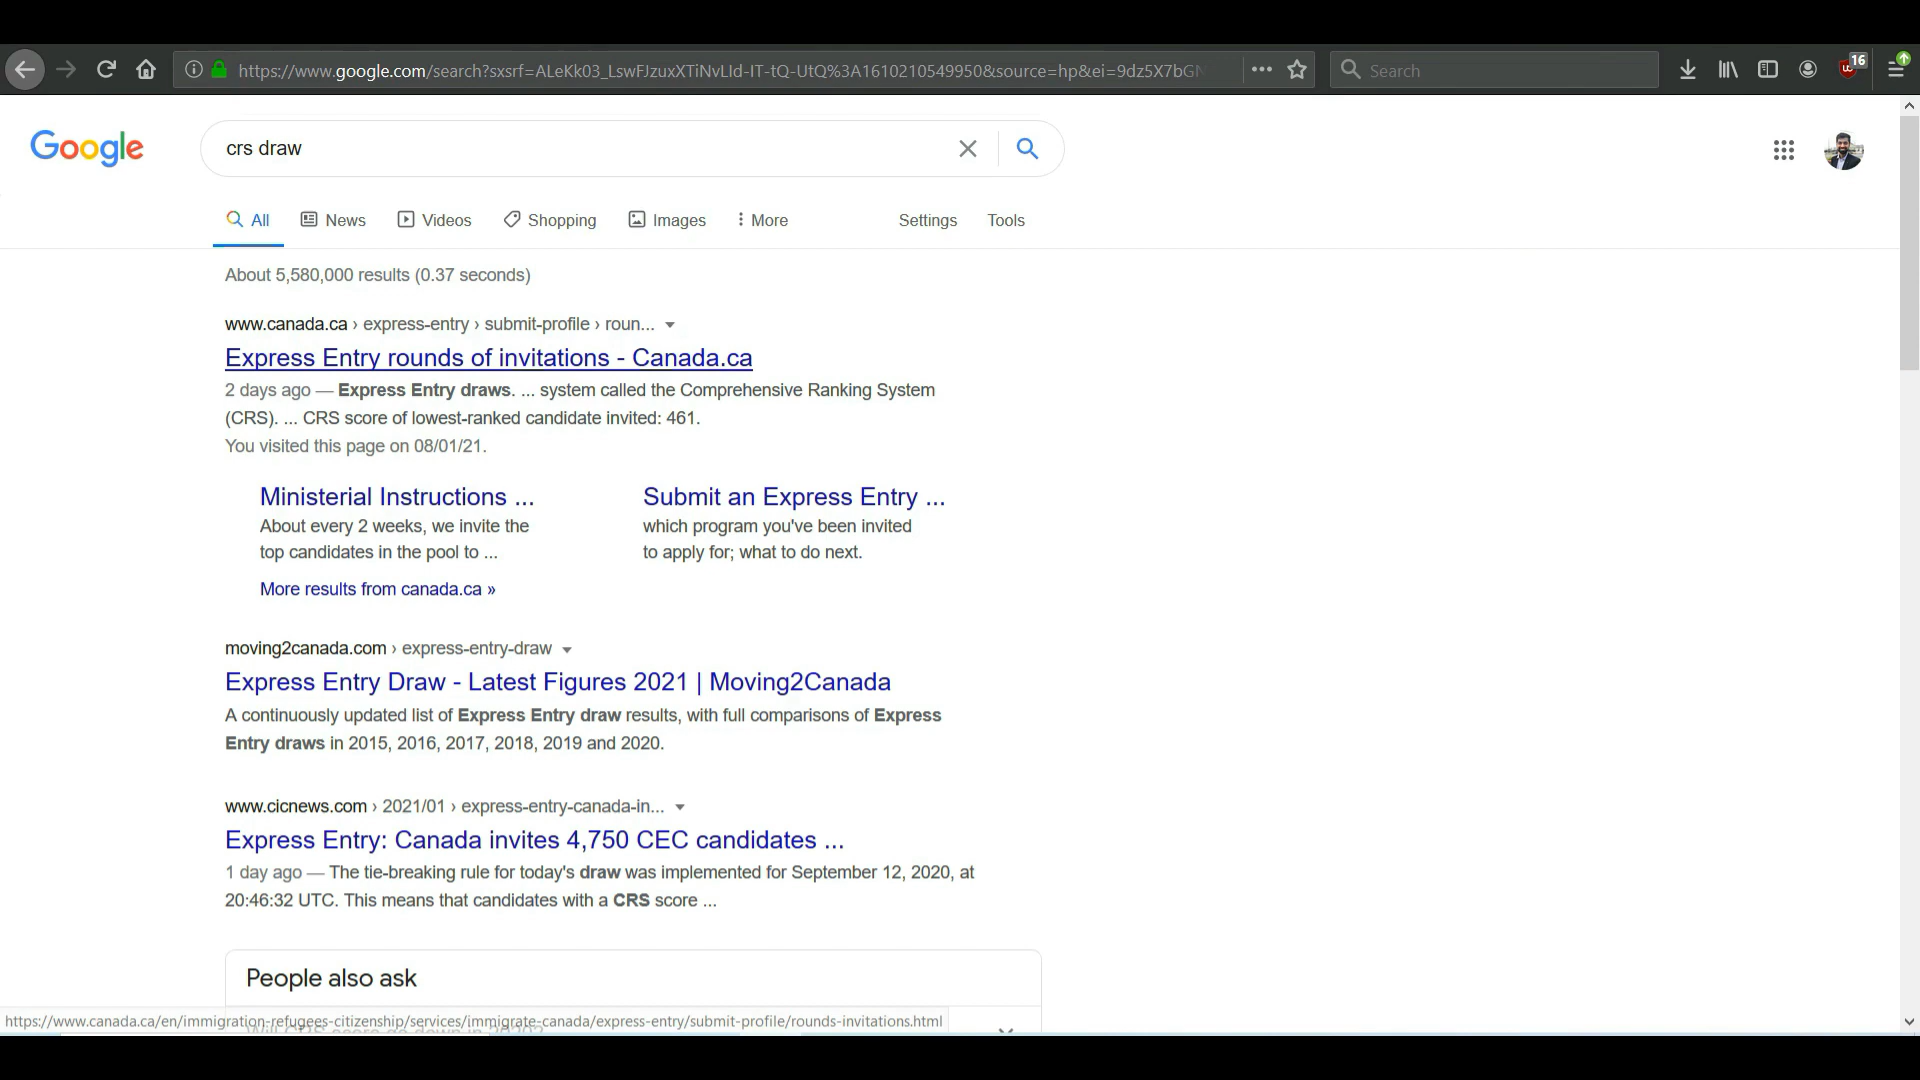 https://www.google.com/search?sxsrf=ALeKk03_LswFJzuxXTiNvLId-IT-tQ-UtQ%3A1610210549950&source=hp&ei=9dz5X7bGN
Search
16
Google
crs draw
All News Videos Shopping Images More Settings Tools
About 5,580,000 results (0.37 seconds)
www.canada.ca › express-entry › submit-profile › roun...
Express Entry rounds of invitations - Canada.ca
2 days ago — Express Entry draws. ... system called the Comprehensive Ranking System
(CRS). ... CRS score of lowest-ranked candidate invited: 461.
You visited this page on 08/01/21.
Ministerial Instructions ...
About every 2 weeks, we invite the
top candidates in the pool to ...
Submit an Express Entry ...
which program you've been invited
to apply for; what to do next.
More results from canada.ca »
moving2canada.com › express-entry-draw
Express Entry Draw - Latest Figures 2021 | Moving2Canada
A continuously updated list of Express Entry draw results, with full comparisons of Express
Entry draws in 2015, 2016, 2017, 2018, 2019 and 2020.
www.cicnews.com › 2021/01 › express-entry-canada-in...
Express Entry: Canada invites 4,750 CEC candidates ...
1 day ago — The tie-breaking rule for today's draw was implemented for September 12, 2020, at
20:46:32 UTC. This means that candidates with a CRS score ...
People also ask
https://www.canada.ca/en/immigration-refugees-citizenship/services/immigrate-canada/express-entry/submit-profile/rounds-invitations.html